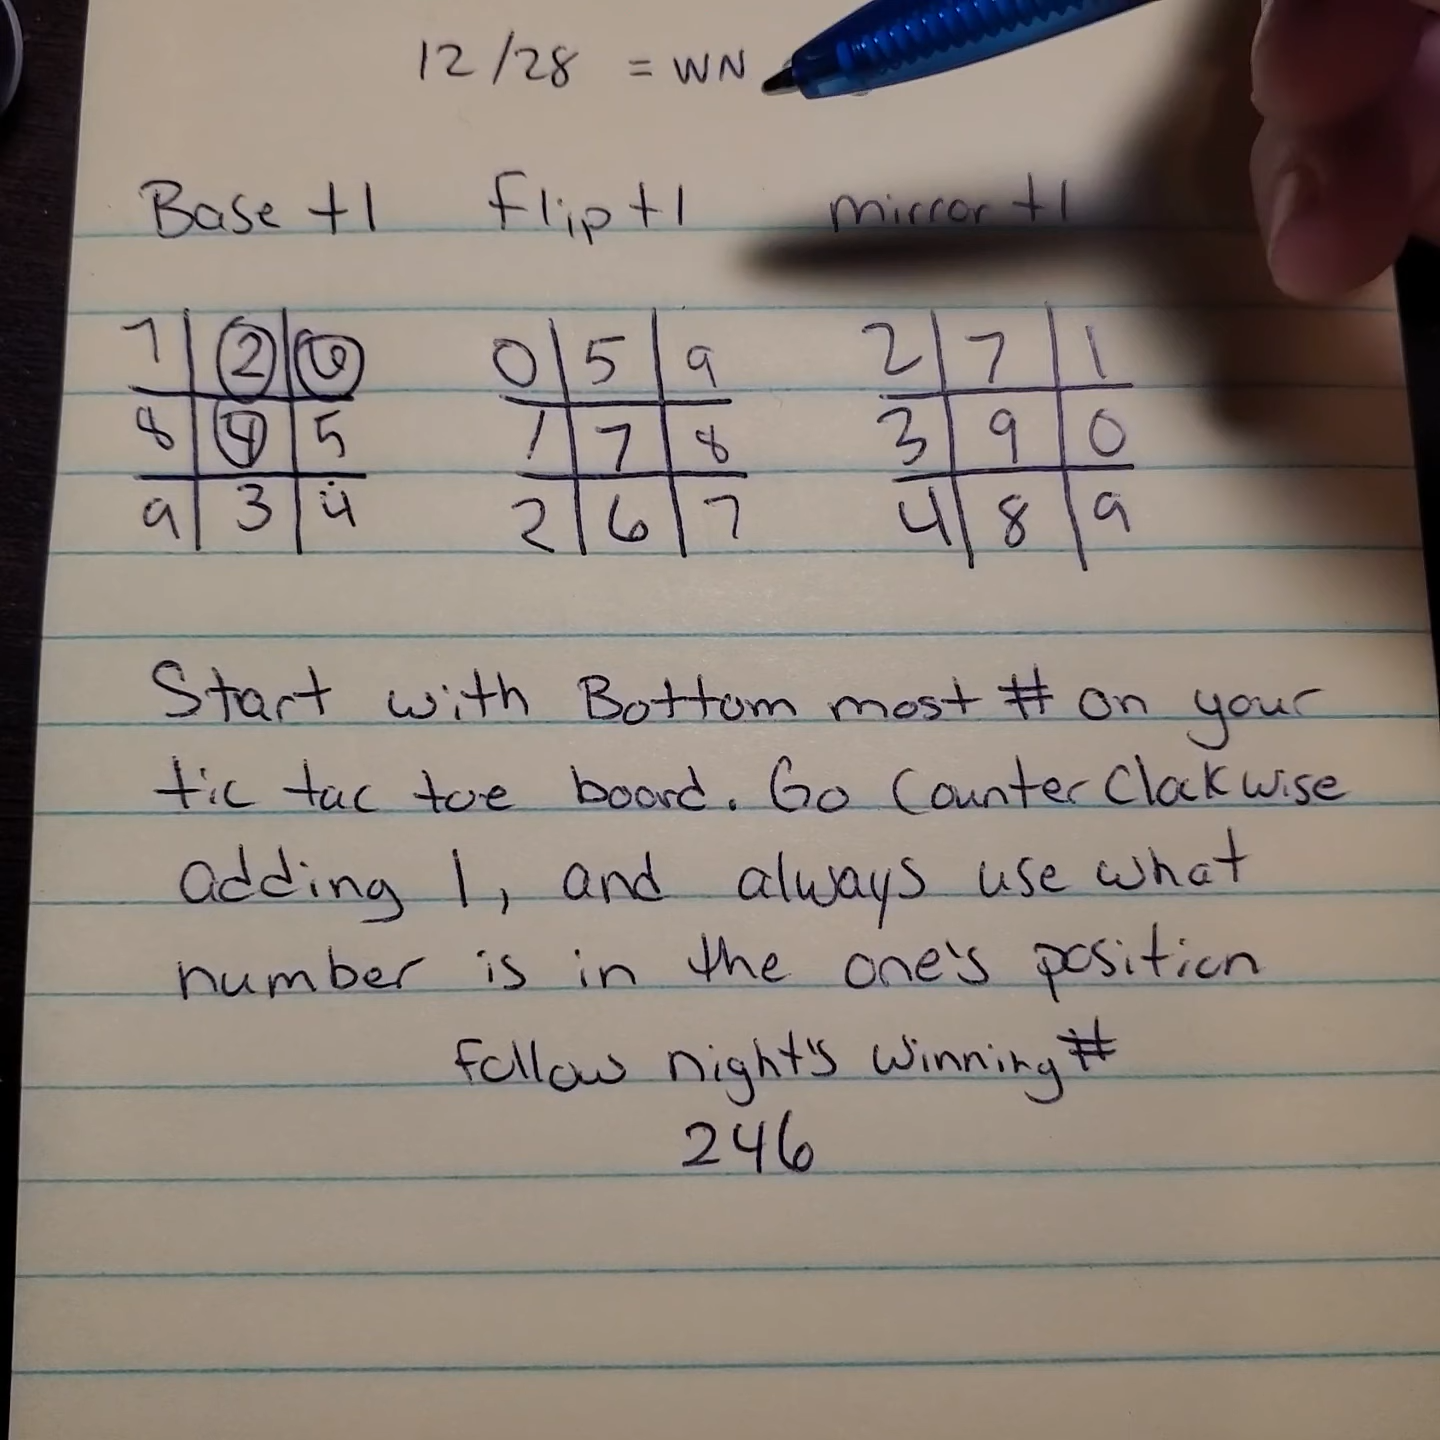 12/28 = WN
Base +1 flip +1 mirror +1
7 2 6 0 5 9 2 7 1
8 4 5 1 7 8 3 9 0
9 3 4 2 6 7 4 8 9
Start with Bottom most # on your
tic tac toe board. Go Counter Clockwise
adding 1, and always use what
number is in the one's position
follow night's winning #
246